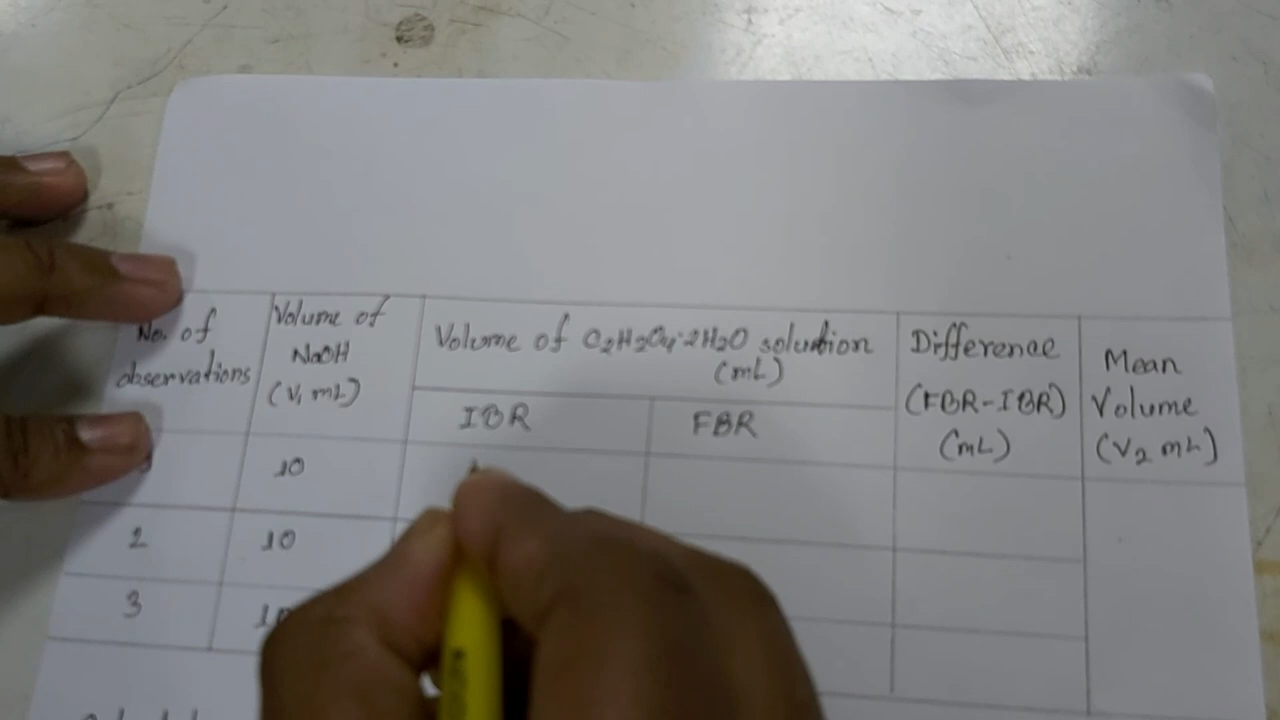 No. of
observations
Volume of
NaOH
(V₁ mL)
Volume of C₂H₂O₄·2H₂O solution
(mL)
IBR
FBR
Difference
(FBR-IBR)
(mL)
Mean
Volume
(V₂ mL)
10
2
10
3